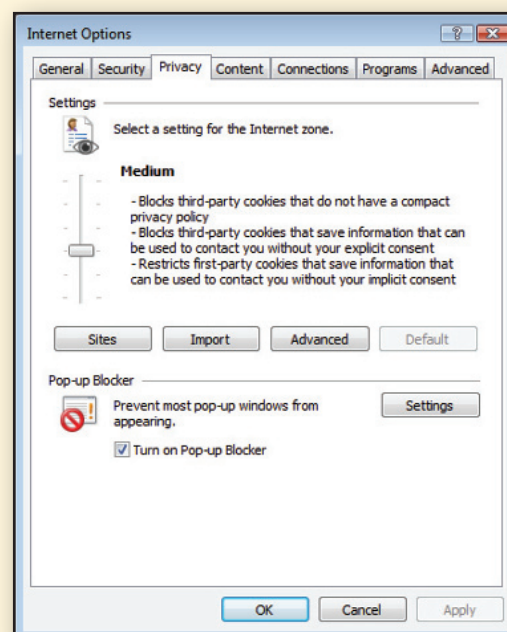 Internet Options
General Security Privacy Content Connections Programs Advanced
Settings
Select a setting for the Internet zone.
Medium
- Blocks third-party cookies that do not have a compact
privacy policy
- Blocks third-party cookies that save information that can
be used to contact you without your explicit consent
- Restricts first-party cookies that save information that
can be used to contact you without your implicit consent
Sites Import Advanced Default
Pop-up Blocker
Prevent most pop-up windows from
appearing.
Settings
Turn on Pop-up Blocker
OK Cancel Apply